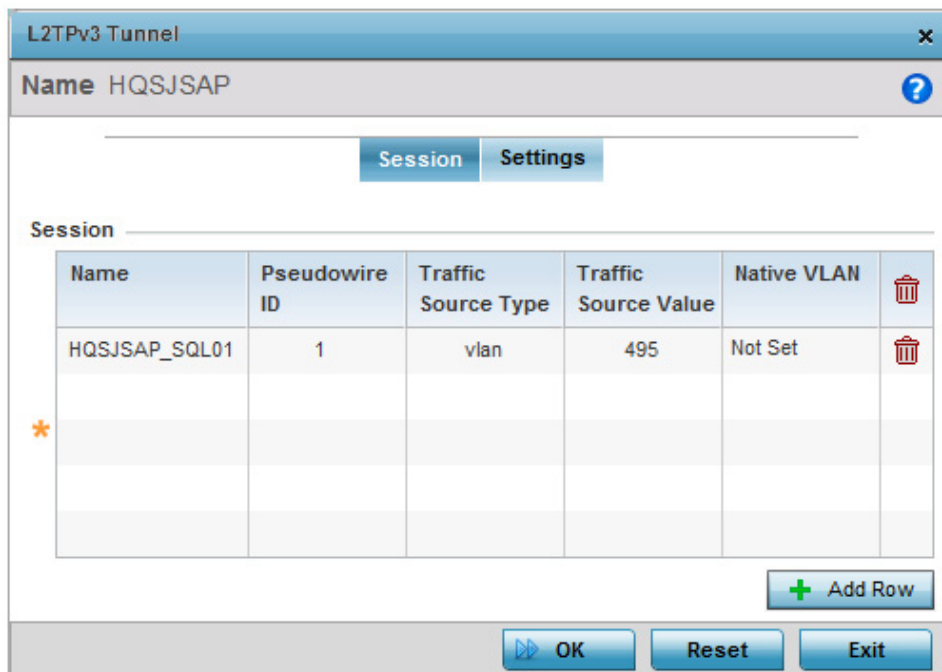 L2TPv3 Tunnel
Name HQSJSAP
Session Settings
Session
Name Pseudowire ID Traffic Source Type Traffic Source Value Native VLAN
HQSJSAP_SQL01 1 vlan 495 Not Set
Add Row
OK Reset Exit